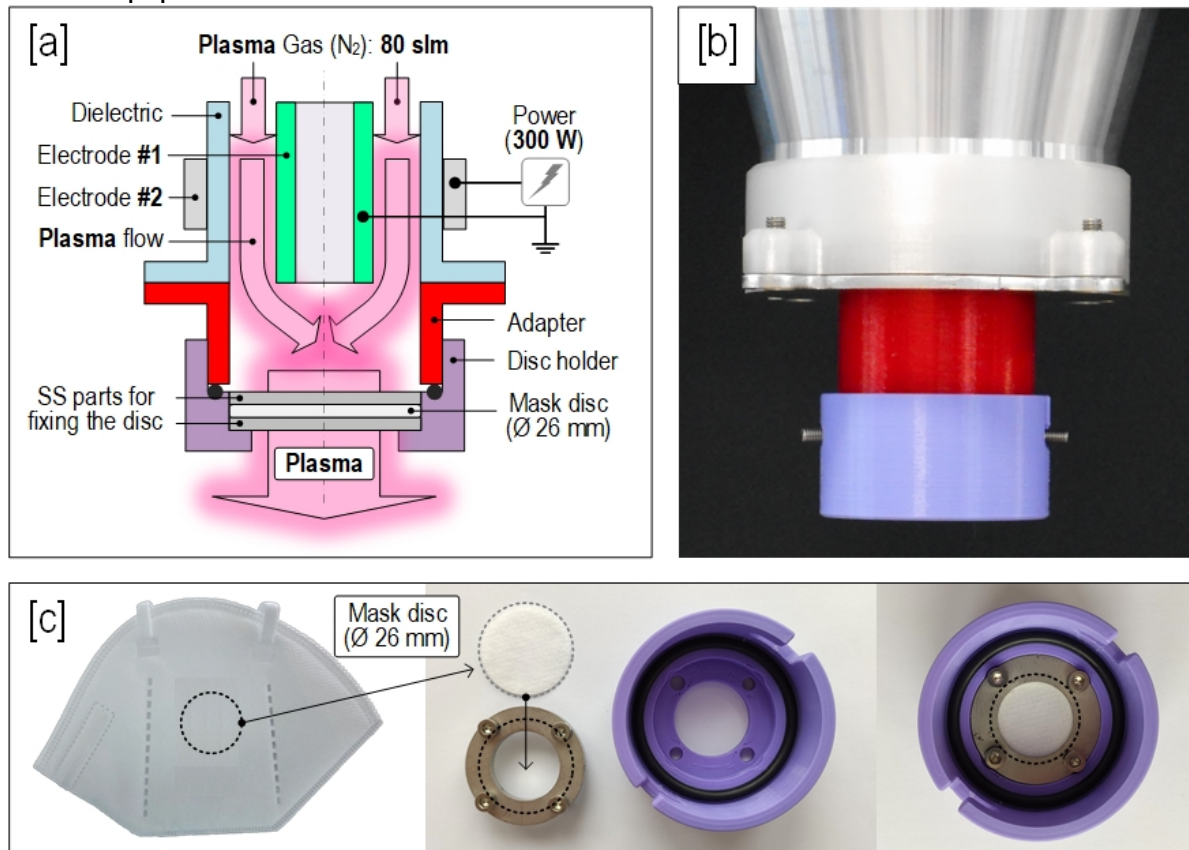 [a]
Plasma Gas (N₂): 80 slm
Dielectric
Electrode #1
Electrode #2
Plasma flow
Power
(300 W)
Adapter
Disc holder
SS parts for
fixing the disc
Mask disc
(Ø 26 mm)
Plasma
[b]
[c]
Mask disc
(Ø 26 mm)